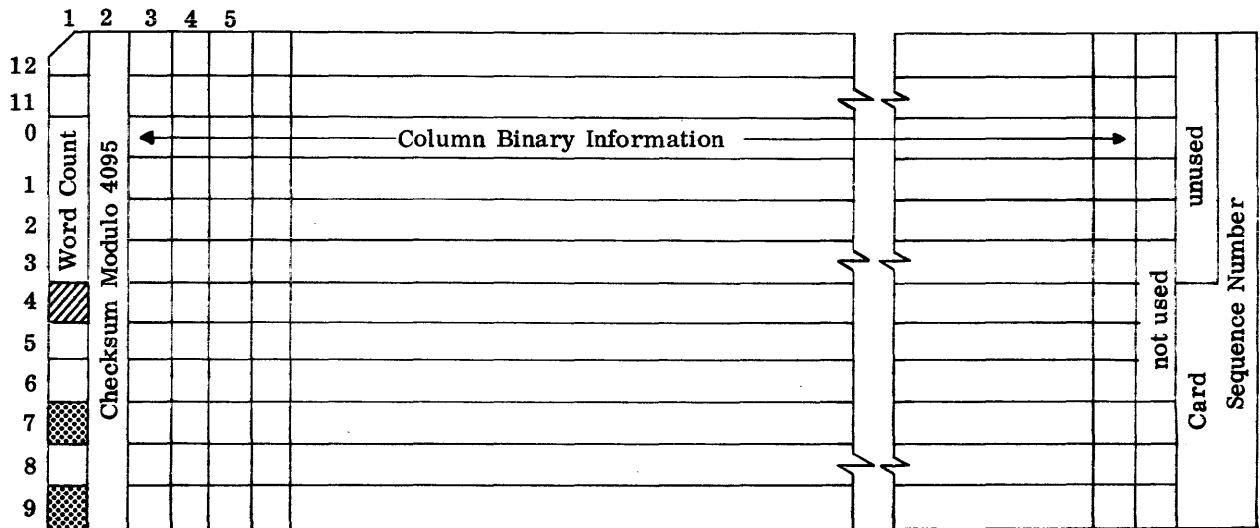 1 2 3 4 5
12
11
0
1
2
3
4
5
6
7
8
9
Word Count
Checksum Modulo 4095
Column Binary Information
not used
unused
Card
Sequence Number